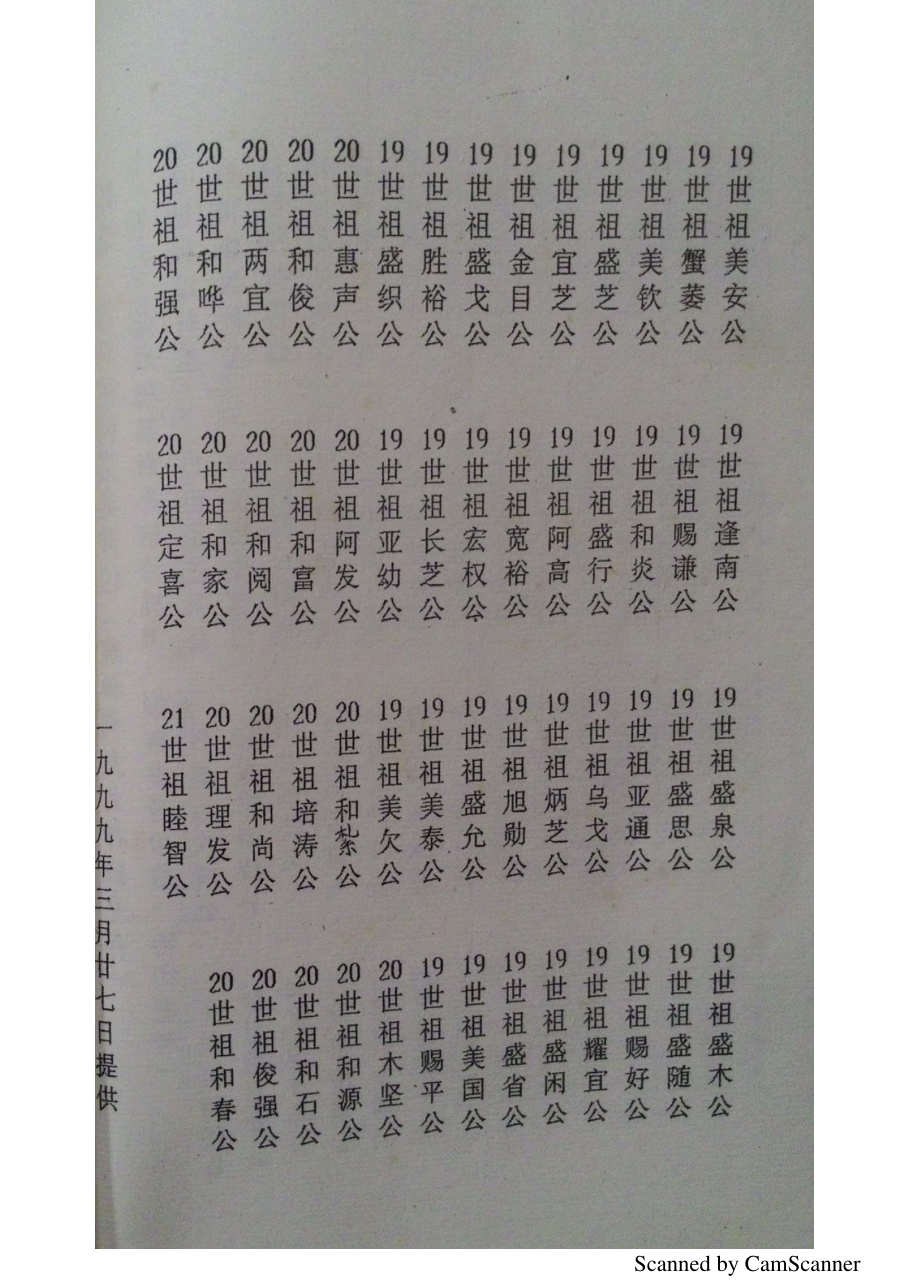 19世祖美安公
19世祖蟹蒌公
19世祖美钦公
19世祖盛芝公
19世祖宜芝公
19世祖金目公
19世祖盛戈公
19世祖胜裕公
19世祖盛织公
20世祖惠声公
20世祖和俊公
20世祖两宜公
20世祖和哗公
20世祖和强公
19世祖逢南公
19世祖赐谦公
19世祖和炎公
19世祖盛行公
19世祖阿高公
19世祖宽裕公
19世祖宏权公
19世祖长芝公
19世祖亚幼公
20世祖阿发公
20世祖和富公
20世祖和阅公
20世祖和家公
20世祖定喜公
19世祖盛泉公
19世祖盛思公
19世祖亚通公
19世祖乌戈公
19世祖炳芝公
19世祖旭勋公
19世祖盛允公
19世祖美泰公
19世祖美欠公
20世祖和紮公
20世祖培涛公
20世祖和尚公
20世祖理发公
21世祖睦智公
19世祖盛木公
19世祖盛随公
19世祖赐好公
19世祖耀宜公
19世祖盛闲公
19世祖盛省公
19世祖美国公
19世祖赐平公
20世祖木坚公
20世祖和源公
20世祖和石公
20世祖俊强公
20世祖和春公
一九九九年三月廿七日提供
Scanned by CamScanner